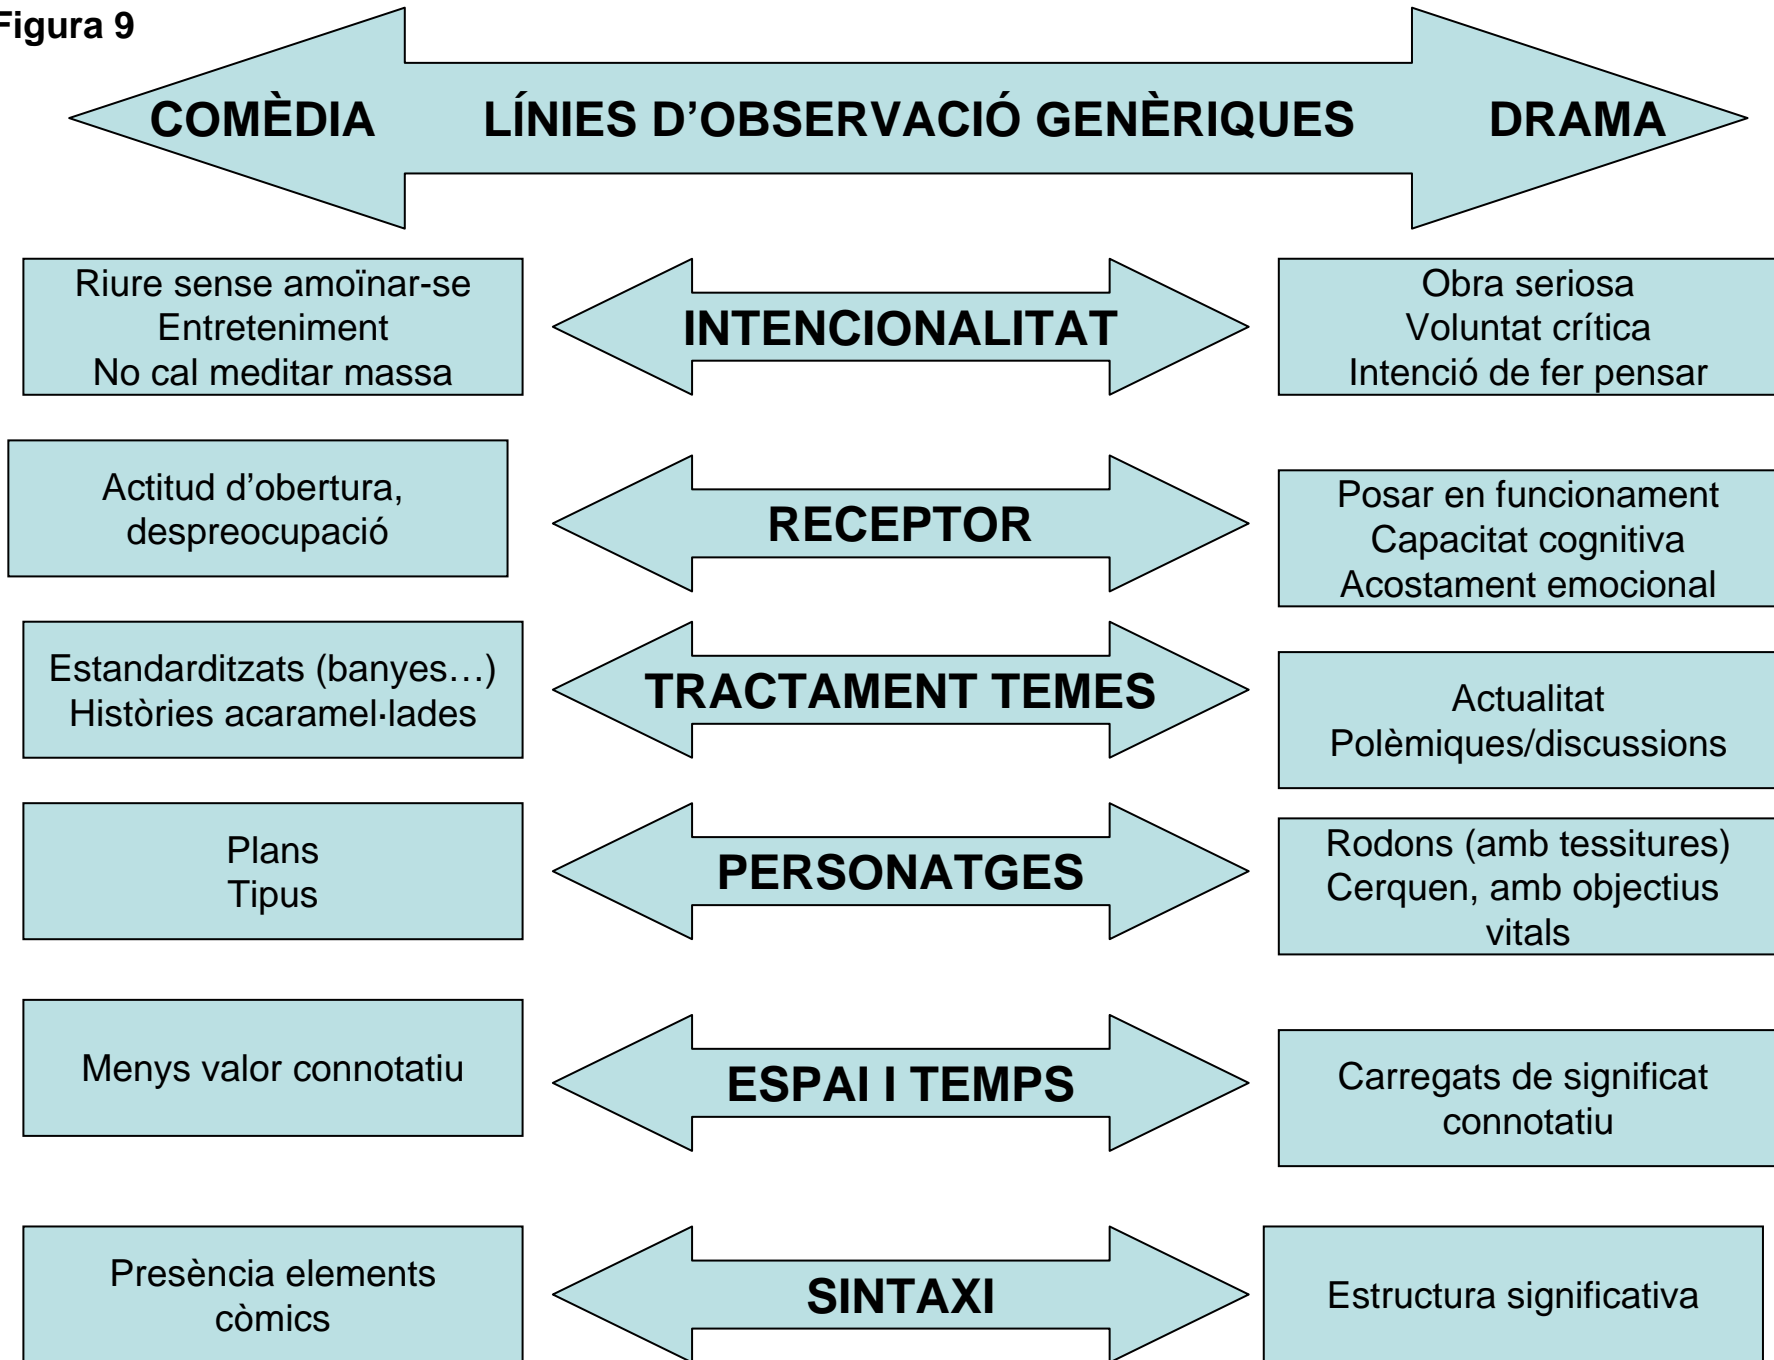 Figura 9
COMÈDIA LÍNIES D’OBSERVACIÓ GENÈRIQUES DRAMA
Riure sense amoïnar-se
Entreteniment
No cal meditar massa
INTENCIONALITAT
Obra seriosa
Voluntat crítica
Intenció de fer pensar
Actitud d’obertura,
despreocupació
RECEPTOR
Posar en funcionament
Capacitat cognitiva
Acostament emocional
Estandarditzats (banyes…)
Històries acaramel·lades
TRACTAMENT TEMES
Actualitat
Polèmiques/discussions
Plans
Tipus
PERSONATGES
Rodons (amb tessitures)
Cerquen, amb objectius
vitals
Menys valor connotatiu
ESPAI I TEMPS
Carregats de significat
connotatiu
Presència elements
còmics
SINTAXI
Estructura significativa